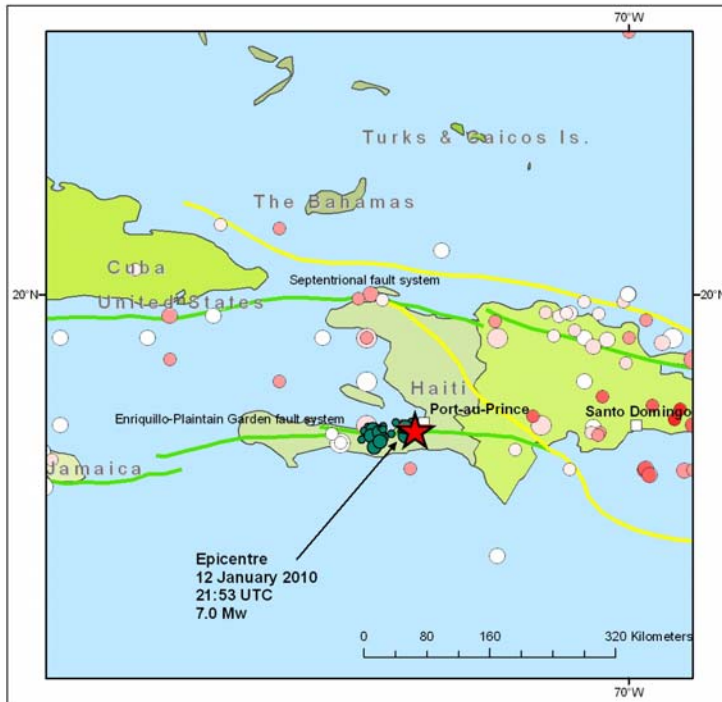 70°W
Turks & Caicos Is.
The Bahamas
Cuba
Septentrional fault system
20°N
20°N
United States
Haiti
Port-au-Prince
Santo Domingo
Enriquillo-Plaintain Garden fault system
Jamaica
Epicentre
12 January 2010
21:53 UTC
7.0 Mw
0 80 160 320 Kilometers
70°W